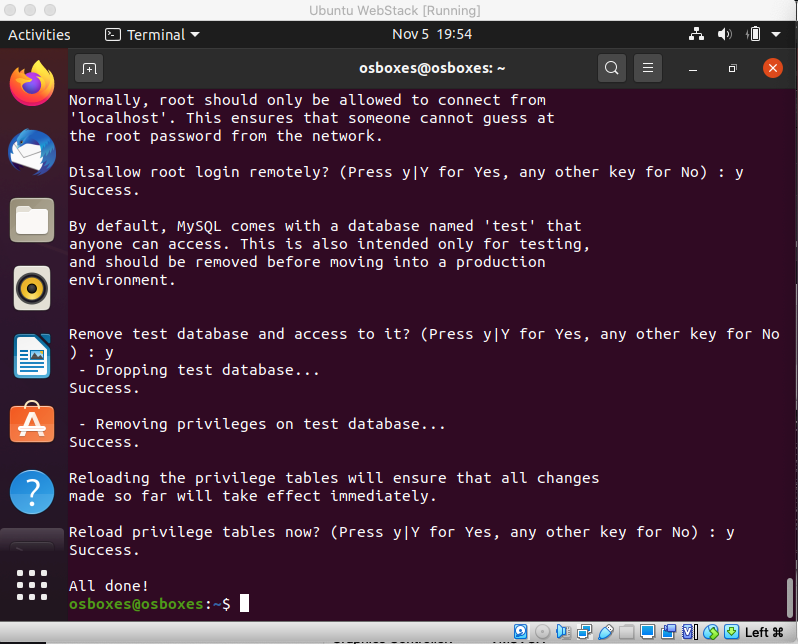 Ubuntu WebStack [Running]
Activities
Terminal
Nov 5 19:54
osboxes@osboxes: ~
Normally, root should only be allowed to connect from
'localhost'. This ensures that someone cannot guess at
the root password from the network.
Disallow root login remotely? (Press y|Y for Yes, any other key for No) : y
Success.
By default, MySQL comes with a database named 'test' that
anyone can access. This is also intended only for testing,
and should be removed before moving into a production
environment.
Remove test database and access to it? (Press y|Y for Yes, any other key for No
) : y
- Dropping test database...
Success.
- Removing privileges on test database...
Success.
Reloading the privilege tables will ensure that all changes
made so far will take effect immediately.
Reload privilege tables now? (Press y|Y for Yes, any other key for No) : y
Success.
All done!
osboxes@osboxes:~$
Left ⌘